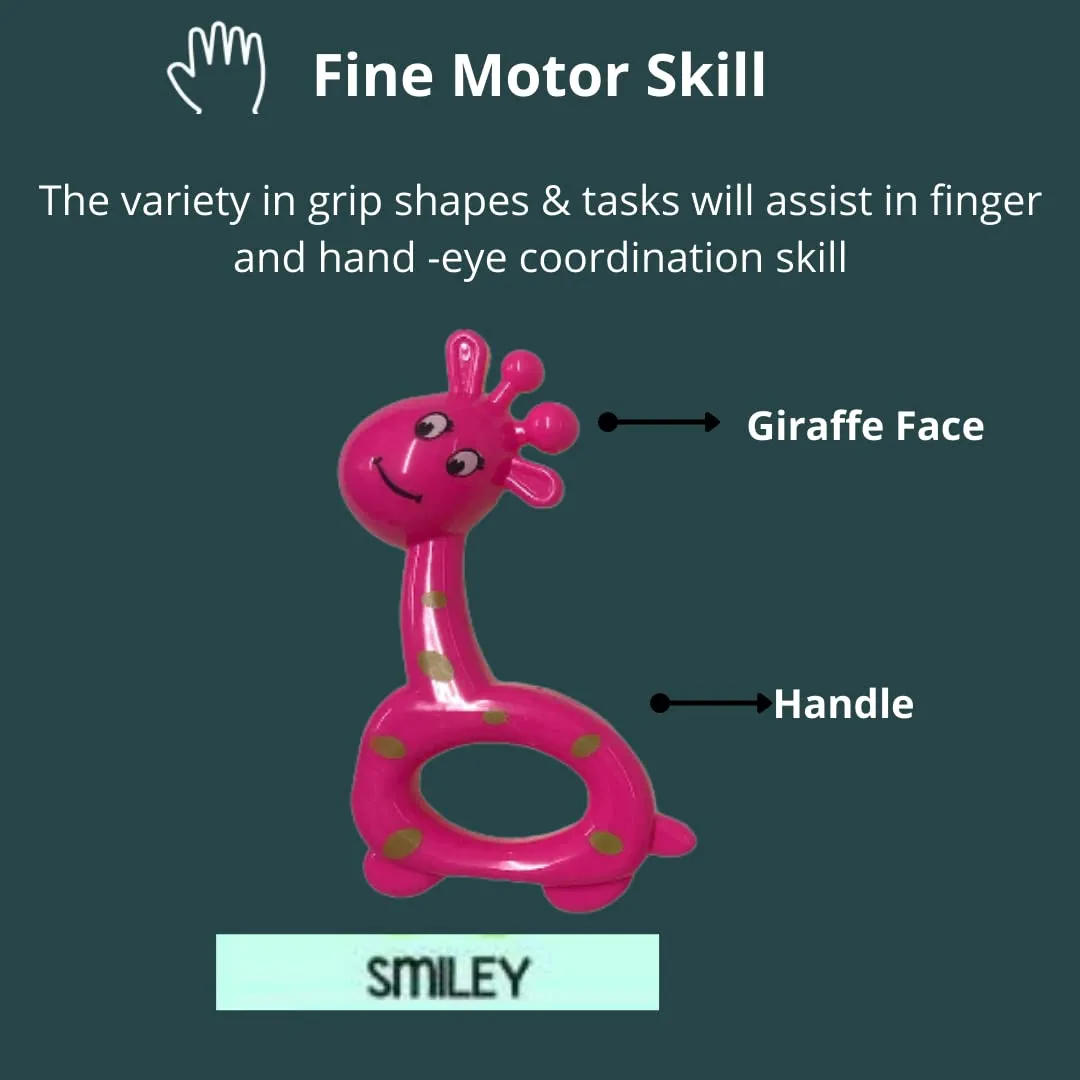 Fine Motor Skill
The variety in grip shapes & tasks will assist in finger
and hand -eye coordination skill
Giraffe Face
Handle
SMILEY